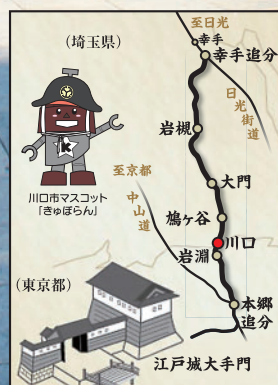 至日光
(埼玉県)
幸手
幸手追分
日光街道
岩槻
K
川口市マスコット
「きゅぽらん」
至京都
中山道
大門
鳩ヶ谷
川口
岩淵
(東京都)
本郷
追分
江戸城大手門